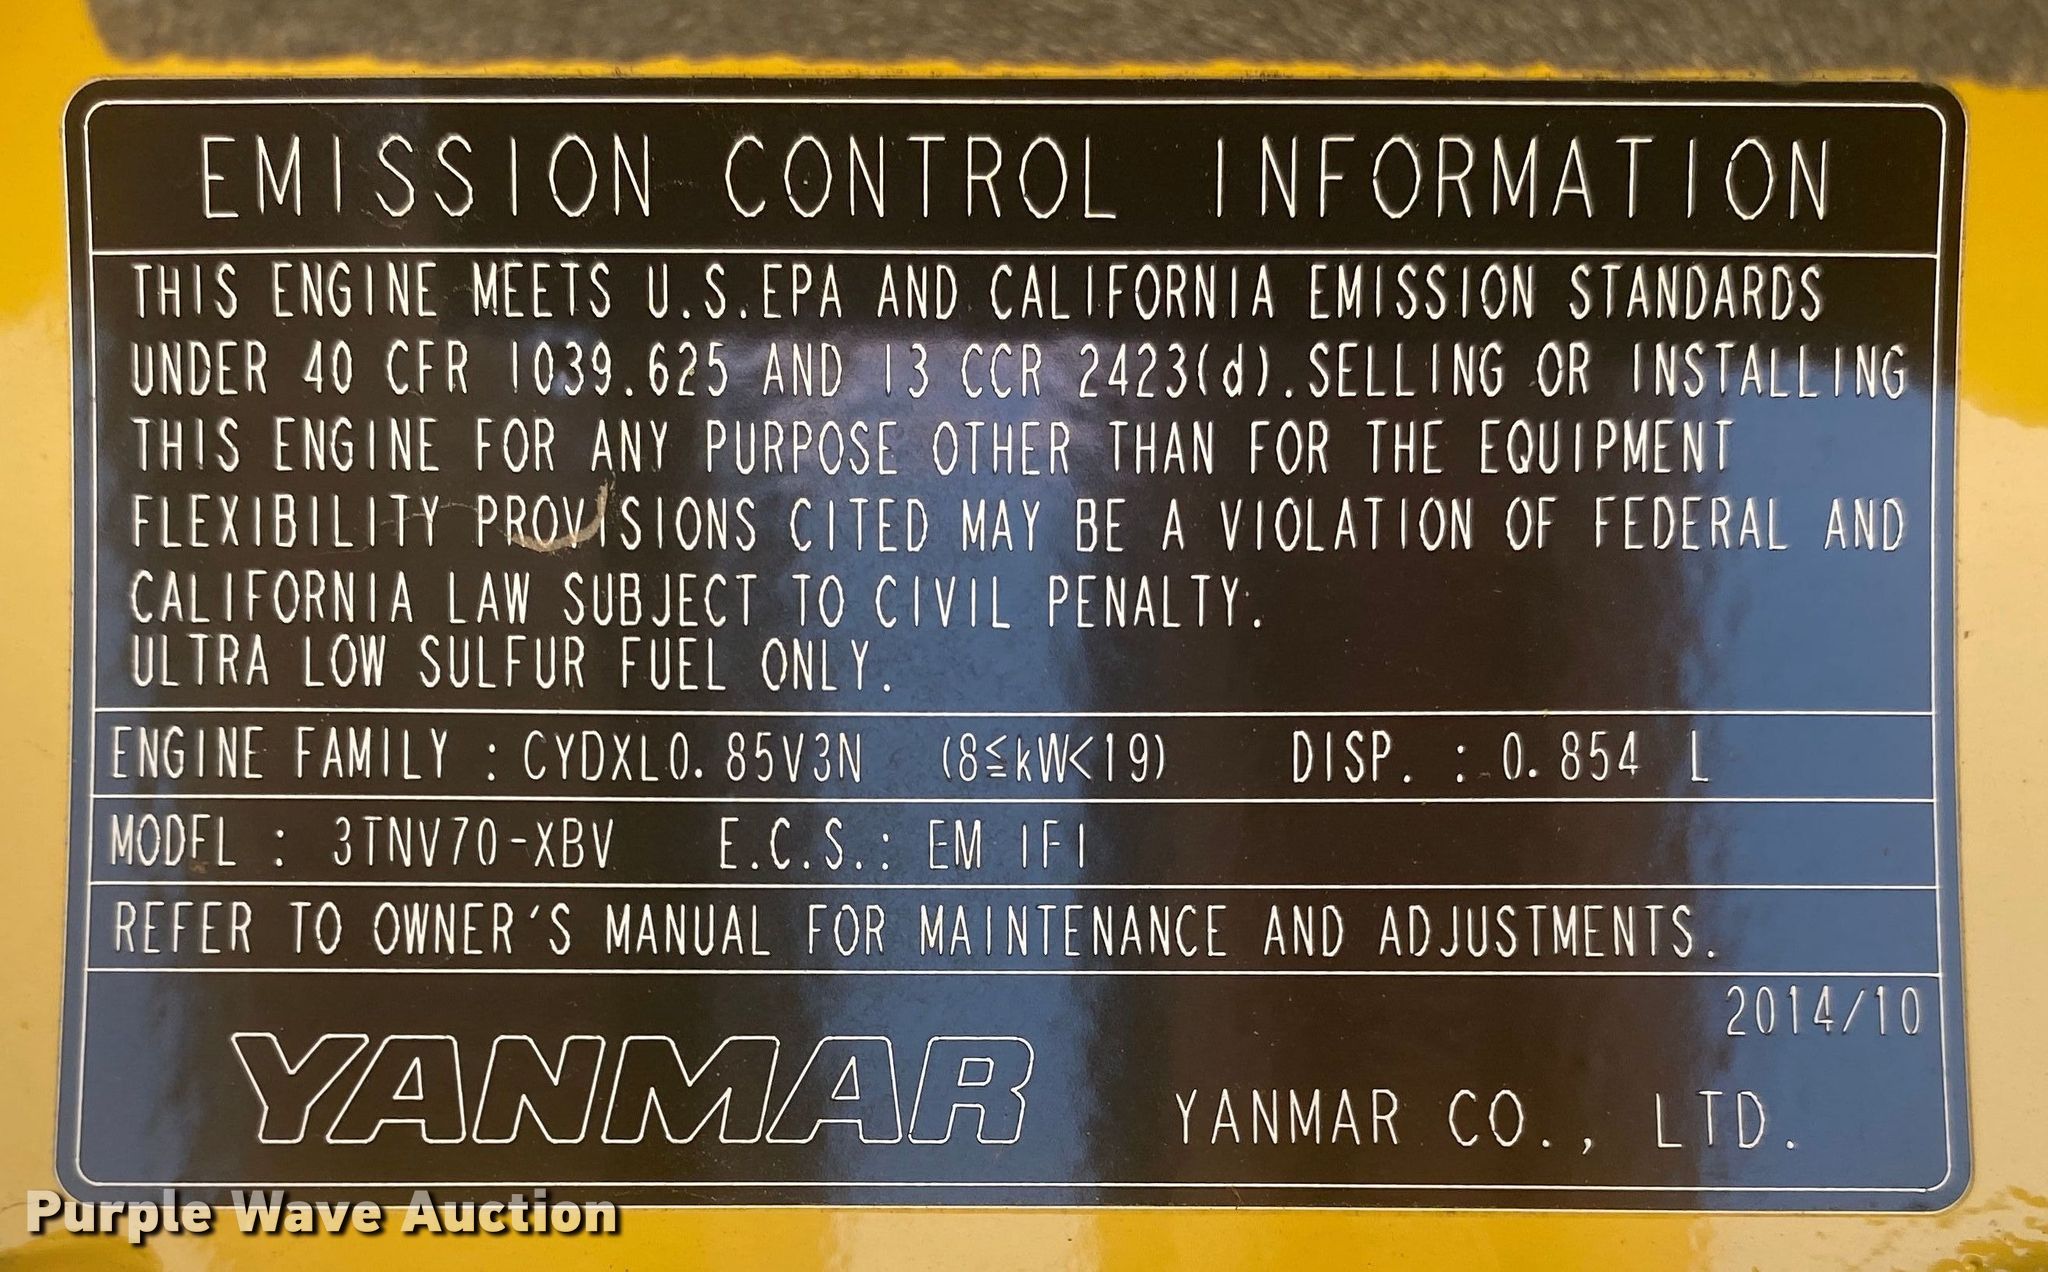 EMISSION CONTROL INFORMATION
THIS ENGINE MEETS U.S.EPA AND CALIFORNIA EMISSION STANDARDS
UNDER 40 CFR 1039.625 AND 13 CCR 2423(d).SELLING OR INSTALLING
THIS ENGINE FOR ANY PURPOSE OTHER THAN FOR THE EQUIPMENT
FLEXIBILITY PROVISIONS CITED MAY BE A VIOLATION OF FEDERAL AND
CALIFORNIA LAW SUBJECT TO CIVIL PENALTY.
ULTRA LOW SULFUR FUEL ONLY.
ENGINE FAMILY : CYDXL0.85V3N (8≦kW<19) DISP. : 0.854 L
MODEL : 3TNV70-XBV E.C.S.: EM IFI
REFER TO OWNER'S MANUAL FOR MAINTENANCE AND ADJUSTMENTS.
2014/10
YANMAR YANMAR CO., LTD.
Purple Wave Auction